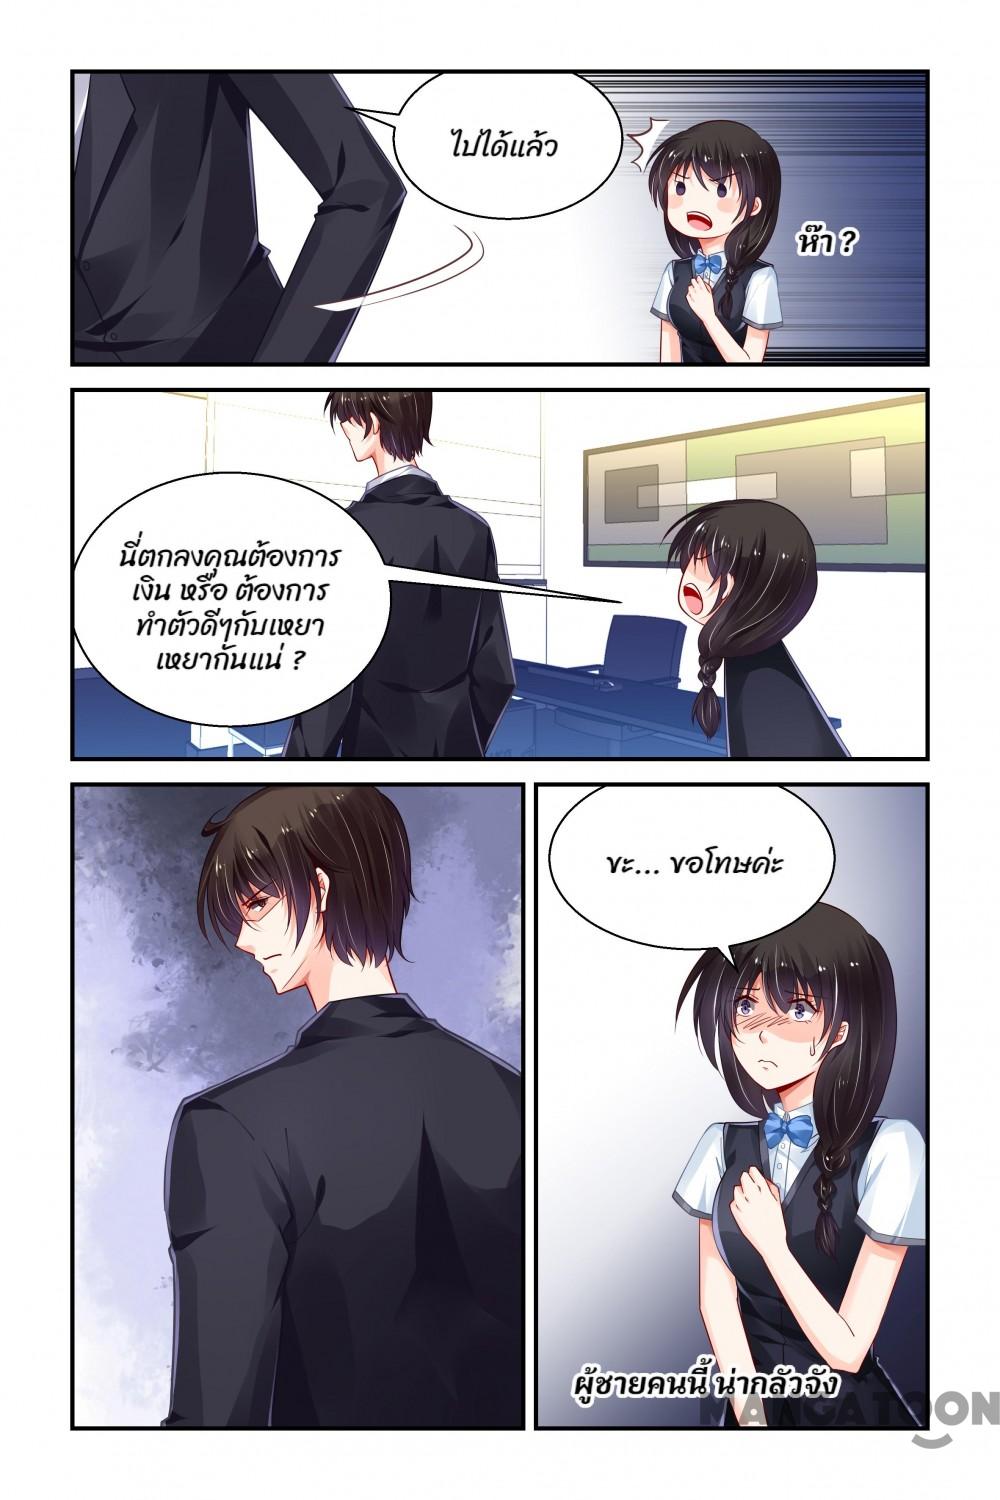 ไปได้แล้ว
ห๊า ?
นี่ตกลงคุณต้องการ
เงิน หรือ ต้องการ
ทำตัวดีๆกับเหยา
เหยากันแน่ ?
ขะ... ขอโทษค่ะ
ผู้ชายคนนี้ น่ากลัวจัง
MANGATOON